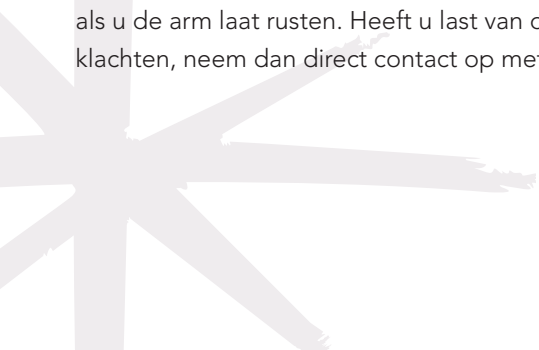 als u de arm laat rusten. Heeft u last van
klachten, neem dan direct contact op met